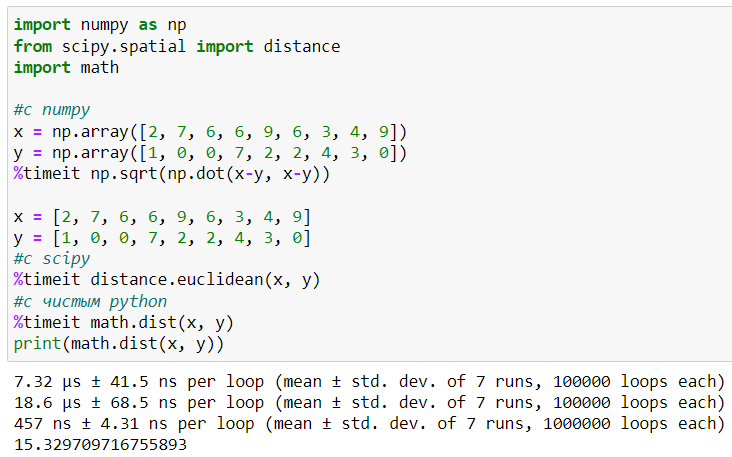 import numpy as np
from scipy.spatial import distance
import math
#с numpy
x = np.array([2, 7, 6, 6, 9, 6, 3, 4, 9])
y = np.array([1, 0, 0, 7, 2, 2, 4, 3, 0])
%timeit np.sqrt(np.dot(x-y, x-y))
x = [2, 7, 6, 6, 9, 6, 3, 4, 9]
y = [1, 0, 0, 7, 2, 2, 4, 3, 0]
#с scipy
%timeit distance.euclidean(x, y)
#с чистым python
%timeit math.dist(x, y)
print(math.dist(x, y))
7.32 µs ± 41.5 ns per loop (mean ± std. dev. of 7 runs, 100000 loops each)
18.6 µs ± 68.5 ns per loop (mean ± std. dev. of 7 runs, 100000 loops each)
457 ns ± 4.31 ns per loop (mean ± std. dev. of 7 runs, 1000000 loops each)
15.329709716755893